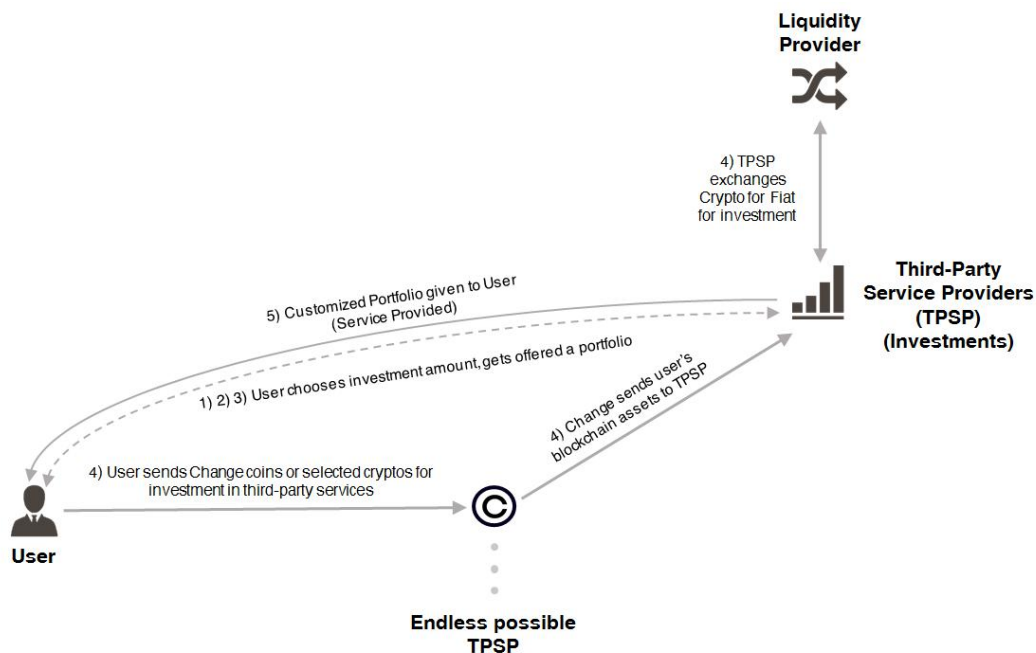 Liquidity
Provider
4) TPSP
exchanges
Crypto for Fiat
for investment
Third-Party
Service Providers
(TPSP)
(Investments)
5) Customized Portfolio given to User
(Service Provided)
1) 2) 3) User chooses investment amount, gets offered a portfolio
4) Change sends user's
blockchain assets to TPSP
4) User sends Change coins or selected cryptos for
investment in third-party services
C
User
Endless possible
TPSP